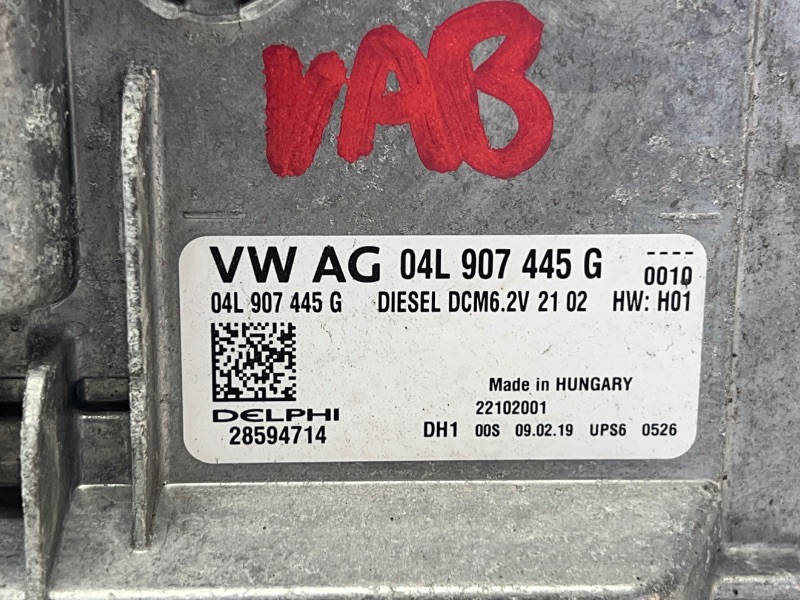 VAB
VW AG 04L 907 445 G ----
0010
04L 907 445 G DIESEL DCM6.2V 21 02 HW: H01
Made in HUNGARY
DELPHI 22102001
28594714 DH1 00S 09.02.19 UPS6 0526